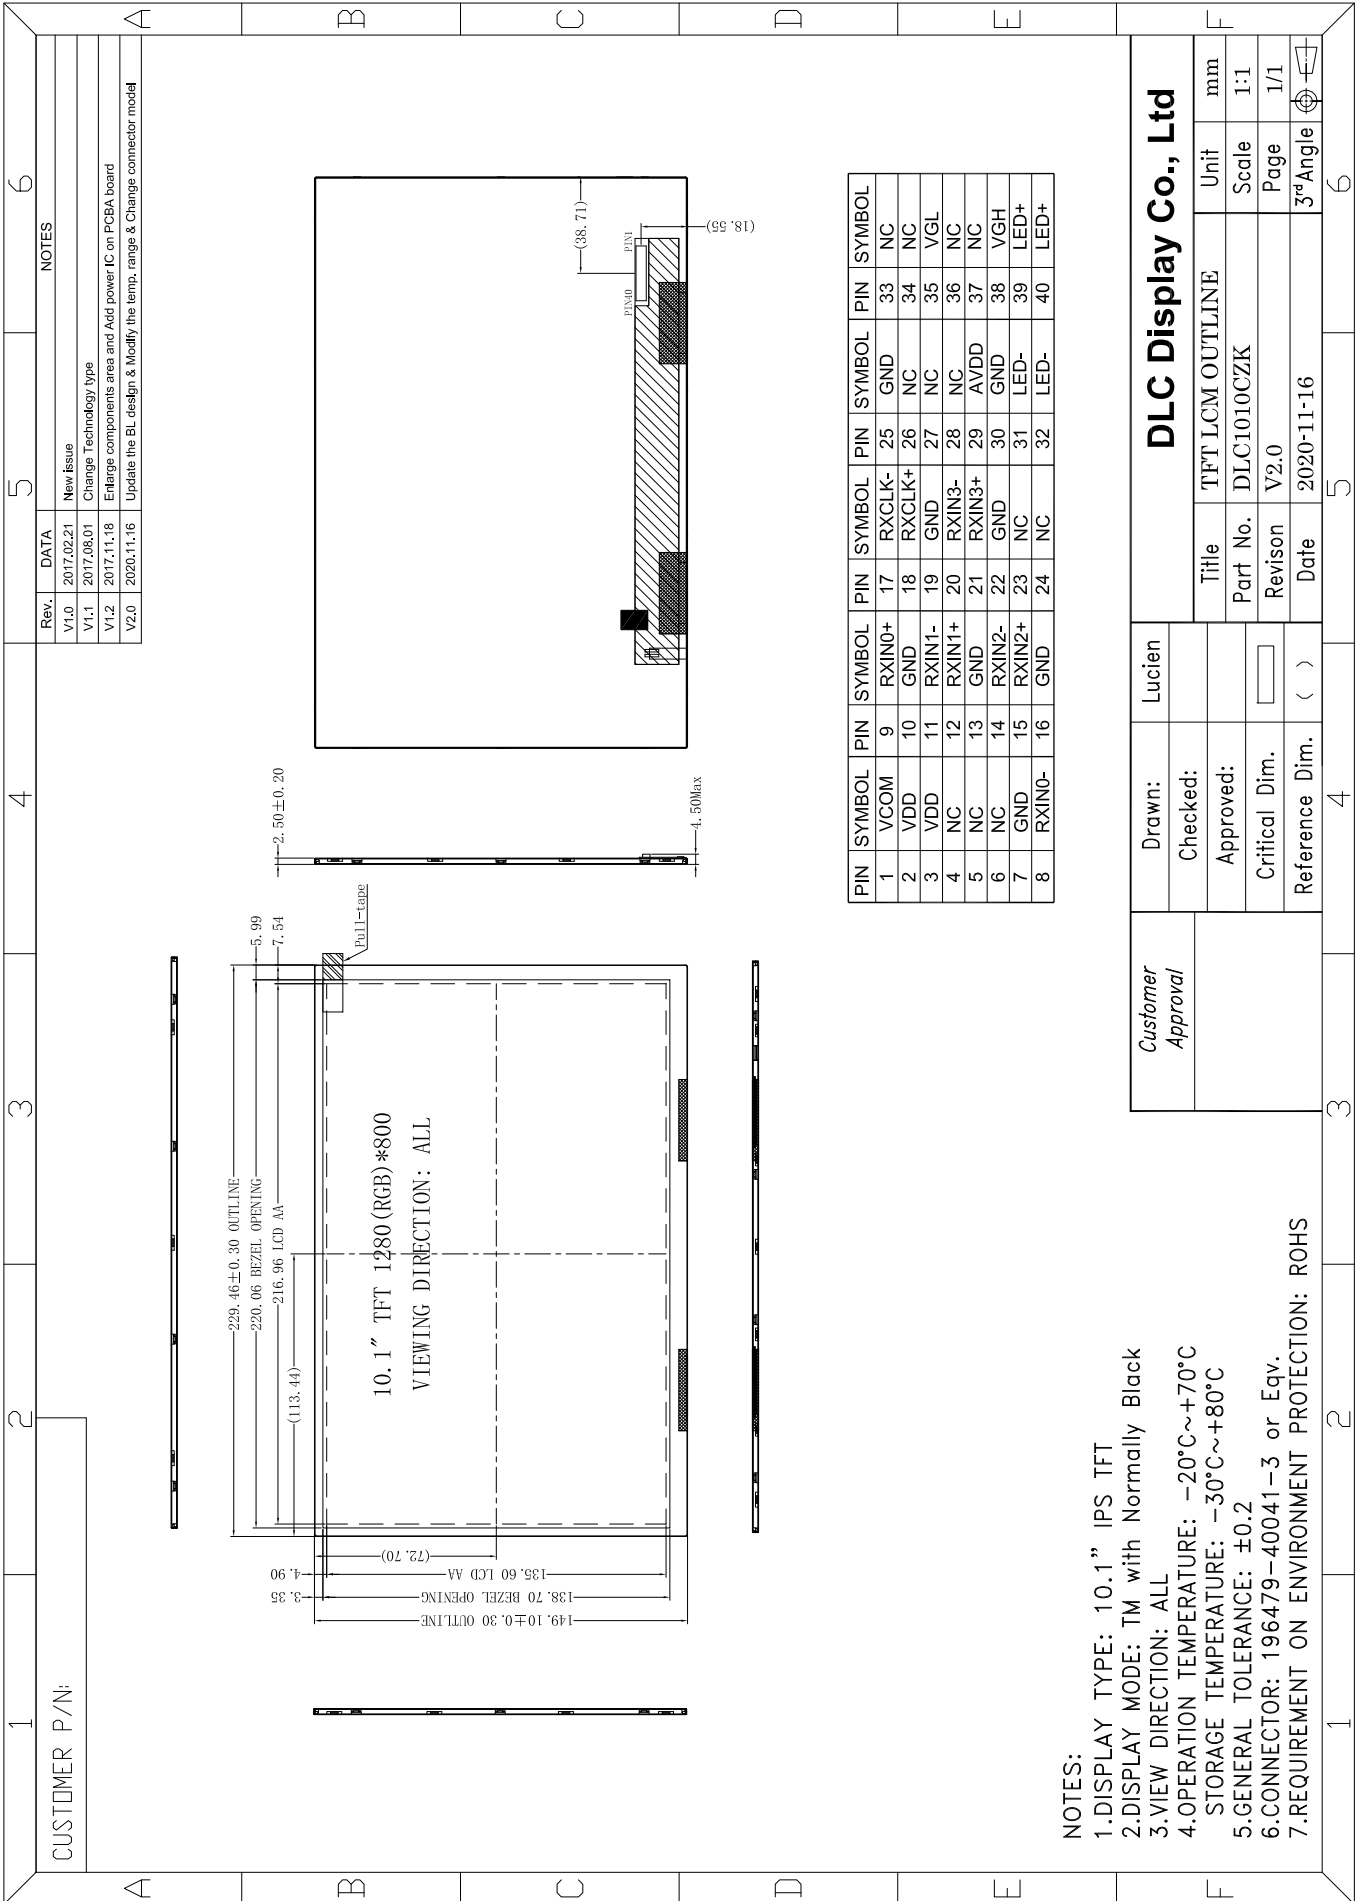 1 2 3 4 5 6
CUSTOMER P/N:
Rev. DATA NOTES
V1.0 2017.02.21 New issue
V1.1 2017.08.01 Change Technology type
V1.2 2017.11.18 Enlarge components area and Add power IC on PCBA board
V2.0 2020.11.16 Update the BL design & Modify the temp. range & Change connector model
A A
B B
C C
D D
E E
F F
229.46±0.30 OUTLINE
5.99
220.06 BEZEL OPENING
7.54
216.96 LCD AA
(113.44)
Pull-tape
149.10±0.30 OUTLINE
138.70 BEZEL OPENING
135.60 LCD AA
(72.70)
3.35
4.90
10.1" TFT 1280(RGB)*800
VIEWING DIRECTION: ALL
2.50±0.20
4.50Max
(38.71)
PIN40 PIN1
(18.55)
PIN SYMBOL PIN SYMBOL PIN SYMBOL PIN SYMBOL PIN SYMBOL
1 VCOM 9 RXIN0+ 17 RXCLK- 25 GND 33 NC
2 VDD 10 GND 18 RXCLK+ 26 NC 34 NC
3 VDD 11 RXIN1- 19 GND 27 NC 35 VGL
4 NC 12 RXIN1+ 20 RXIN3- 28 NC 36 NC
5 NC 13 GND 21 RXIN3+ 29 AVDD 37 NC
6 NC 14 RXIN2- 22 GND 30 GND 38 VGH
7 GND 15 RXIN2+ 23 NC 31 LED- 39 LED+
8 RXIN0- 16 GND 24 NC 32 LED- 40 LED+
NOTES:
1.DISPLAY TYPE: 10.1" IPS TFT
2.DISPLAY MODE: TM with Normally Black
3.VIEW DIRECTION: ALL
4.OPERATION TEMPERATURE: -20°C~+70°C
STORAGE TEMPERATURE: -30°C~+80°C
5.GENERAL TOLERANCE: ±0.2
6.CONNECTOR: 196479-40041-3 or Eqv.
7.REQUIREMENT ON ENVIRONMENT PROTECTION: ROHS
Customer
Approval
Drawn: Lucien
Checked:
Approved:
Critical Dim.
Reference Dim. ( )
DLC Display Co., Ltd
Title TFT LCM OUTLINE Unit mm
Part No. DLC1010CZK Scale 1:1
Revison V2.0 Page 1/1
Date 2020-11-16 3rd Angle
1 2 3 4 5 6